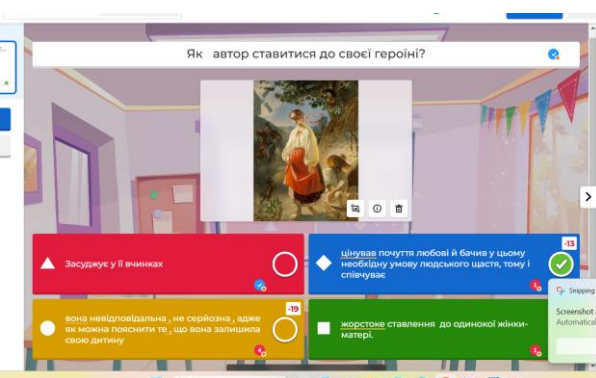 Як автор ставитися до своєї героїні?
Засуджує у її вчинках
-13
цінував почуття любові й бачив у цьому
необхідну умову людського щастя, тому і
співчуває
-19
вона невідповідальна , не серйозна , адже
як можна пояснити те , що вона залишила
свою дитину
жорстоке ставлення до одинокої жінки-
матері.
Snipping
Screenshot
Automatical